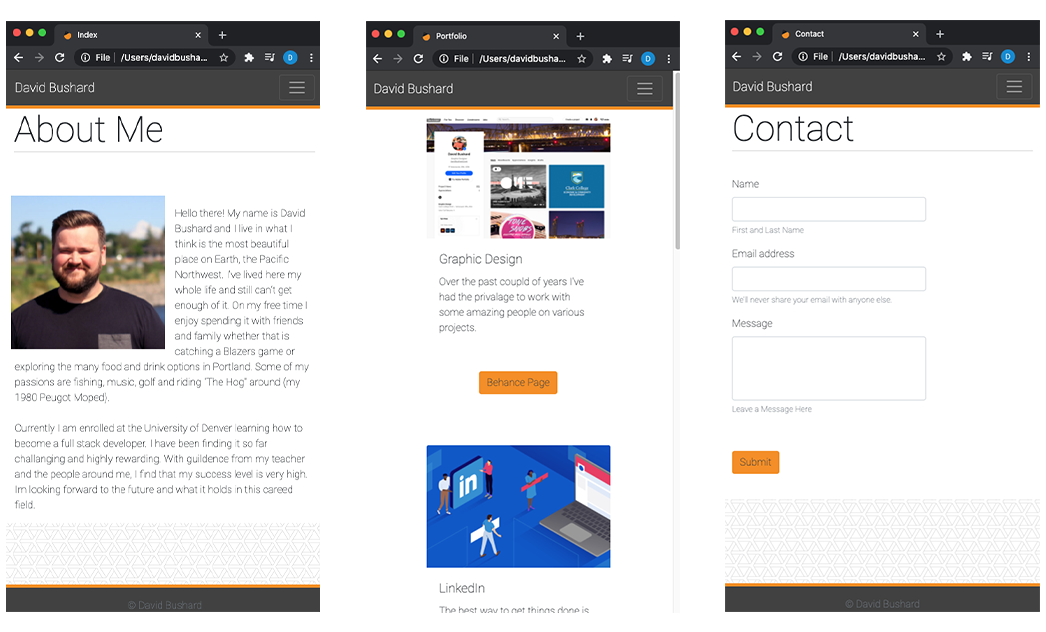 Index
File
/Users/davidbusha...
D
David Bushard
About Me
Hello there! My name is David
Bushard and I live in what I
think is the most beautiful
place on Earth, the Pacific
Northwest. I've lived here my
whole life and still can't get
enough of it. On my free time I
enjoy spending it with friends
and family whether that is
catching a Blazers game or
exploring the many food and drink options in Portland. Some of my
passions are fishing, music, golf and riding "The Hog" around (my
1980 Peugot Moped).
Currently I am enrolled at the University of Denver learning how to
become a full stack developer. I have been finding it so far
challanging and highly rewarding. With guildence from my teacher
and the people around me, I find that my success level is very high.
Im looking forward to the future and what it holds in this careed
field.
© David Bushard
Portfolio
File
/Users/davidbusha...
D
David Bushard
David Bushard
Clark College
Graphic Design
Over the past coupld of years I've
had the privalage to work with
some amazing people on various
projects.
Behance Page
in
LinkedIn
The best way to get things done is
Contact
File
/Users/davidbusha...
D
David Bushard
Contact
Name
First and Last Name
Email address
We'll never share your email with anyone else.
Message
Leave a Message Here
Submit
© David Bushard